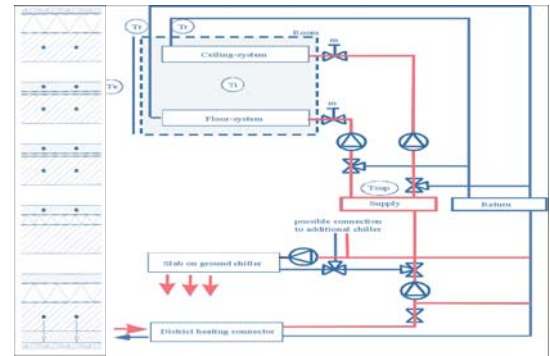 Tr
Tr
Room
Ceiling-system
m
Te
Ti
Floor-system
m
Tsup
Supply
Return
possible connection
to additional chiller
Slab on ground chiller
District heating connector